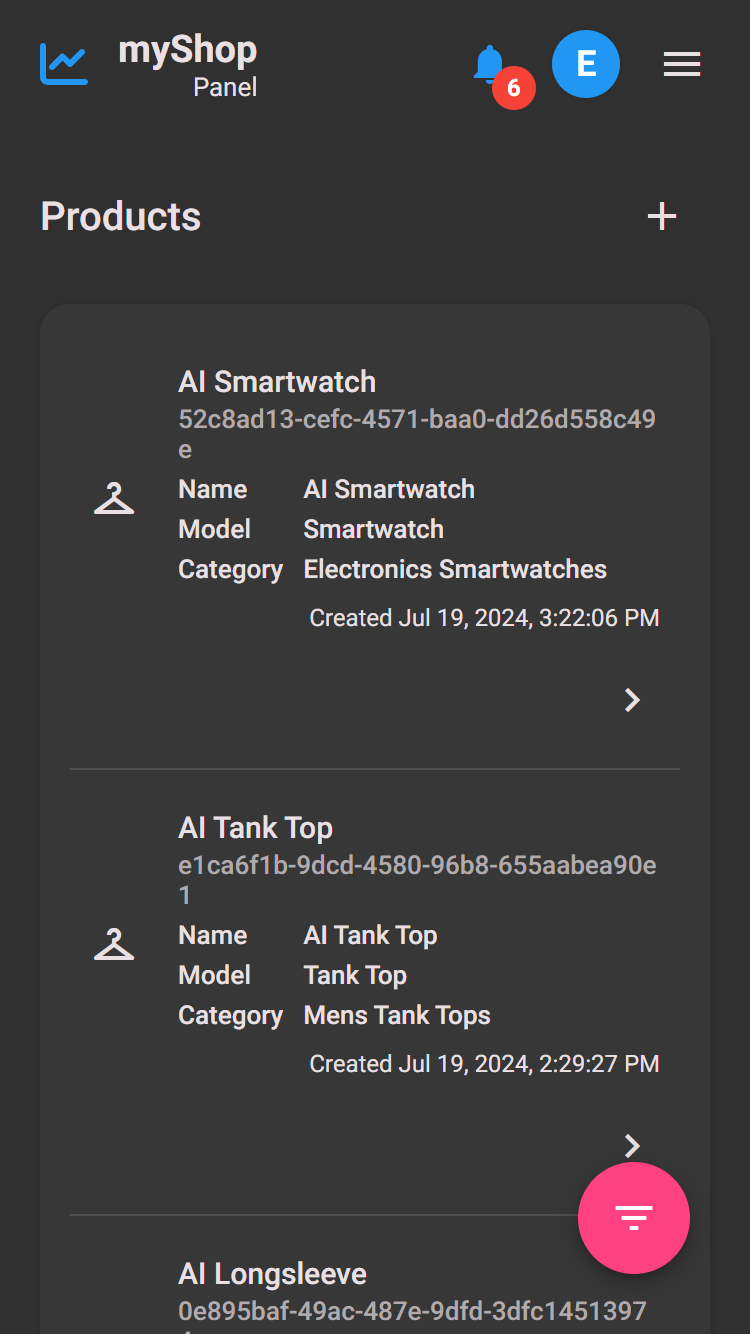 myShop
Panel
6
E
Products
AI Smartwatch
52c8ad13-cefc-4571-baa0-dd26d558c49
e
Name AI Smartwatch
Model Smartwatch
Category Electronics Smartwatches
Created Jul 19, 2024, 3:22:06 PM
AI Tank Top
e1ca6f1b-9dcd-4580-96b8-655aabea90e
1
Name AI Tank Top
Model Tank Top
Category Mens Tank Tops
Created Jul 19, 2024, 2:29:27 PM
AI Longsleeve
0e895baf-49ac-487e-9dfd-3dfc1451397